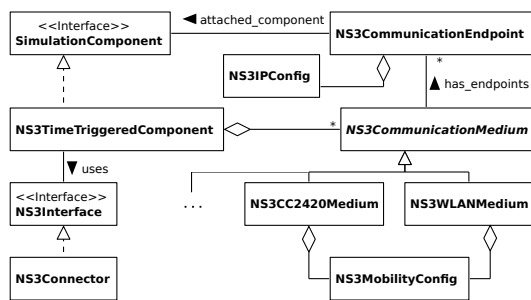 <<Interface>>
SimulationComponent
attached_component
NS3CommunicationEndpoint
NS3IPConfig
*
has_endpoints
NS3TimeTriggeredComponent
*
NS3CommunicationMedium
uses
<<Interface>>
NS3Interface
...
NS3CC2420Medium
NS3WLANMedium
NS3Connector
NS3MobilityConfig